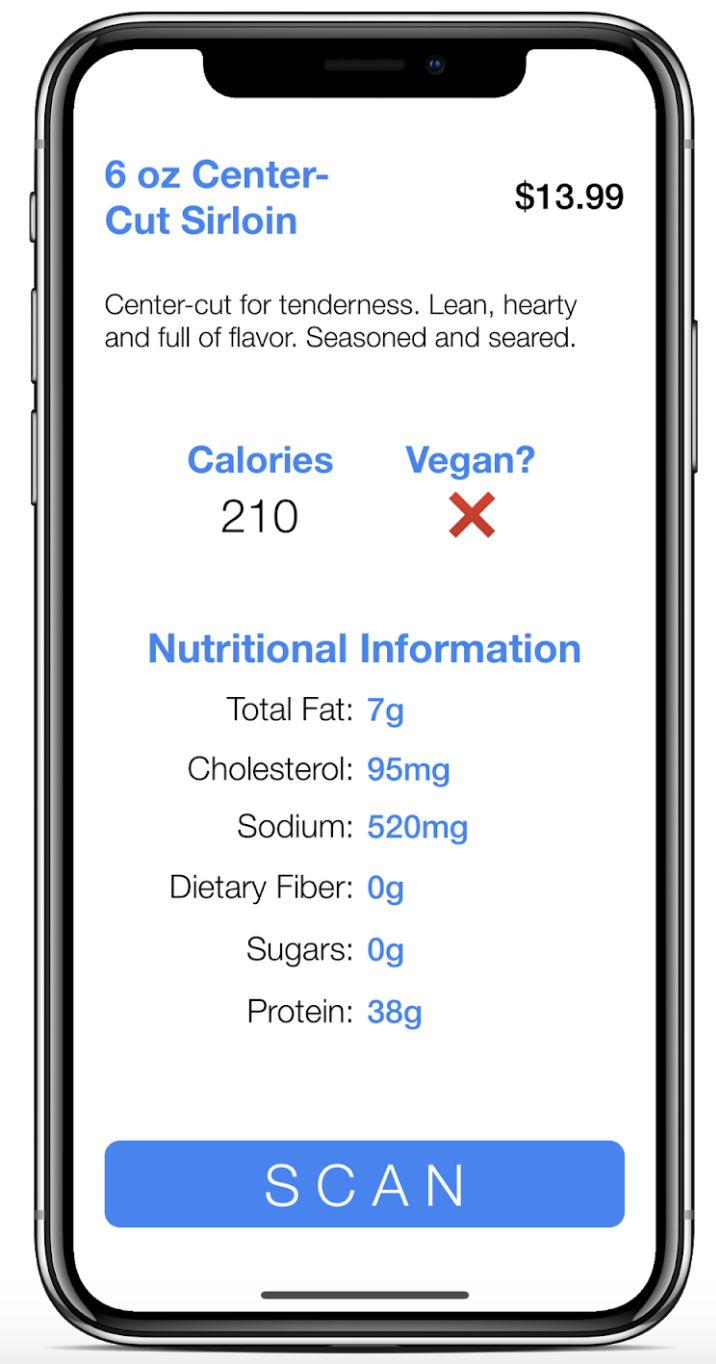 6 oz Center-
Cut Sirloin
$13.99
Center-cut for tenderness. Lean, hearty
and full of flavor. Seasoned and seared.
Calories
210
Vegan?
Nutritional Information
Total Fat: 7g
Cholesterol: 95mg
Sodium: 520mg
Dietary Fiber: 0g
Sugars: 0g
Protein: 38g
SCAN